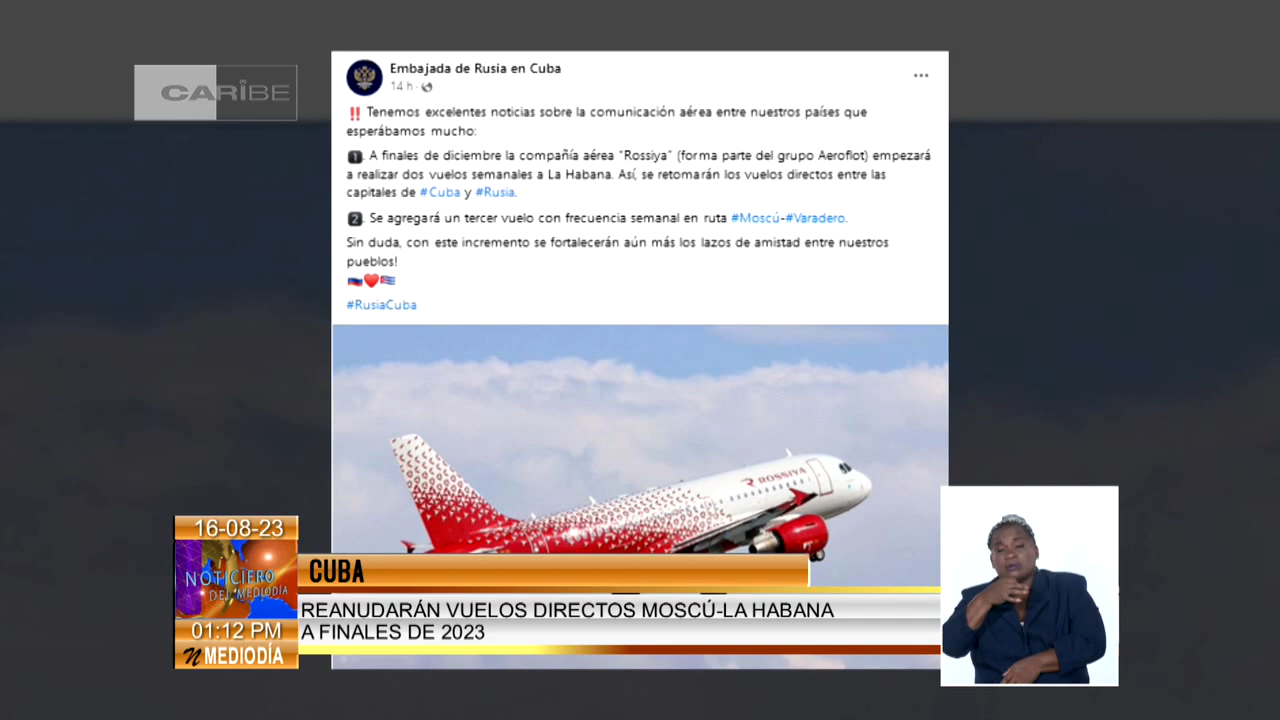 CARIBE
Embajada de Rusia en Cuba
14 h ·
‼️ Tenemos excelentes noticias sobre la comunicación aérea entre nuestros países que
esperábamos mucho:
1. A finales de diciembre la compañía aérea "Rossiya" (forma parte del grupo Aeroflot) empezará
a realizar dos vuelos semanales a La Habana. Así, se retomarán los vuelos directos entre las
capitales de #Cuba y #Rusia.
2. Se agregará un tercer vuelo con frecuencia semanal en ruta #Moscú-#Varadero.
Sin duda, con este incremento se fortalecerán aún más los lazos de amistad entre nuestros
pueblos!
🇷🇺❤️🇨🇺
#RusiaCuba
ROSSIYA
16-08-23
NOTICIERO
DEL MEDIODÍA
01:12 PM
MEDIODÍA
CUBA
REANUDARÁN VUELOS DIRECTOS MOSCÚ-LA HABANA
A FINALES DE 2023